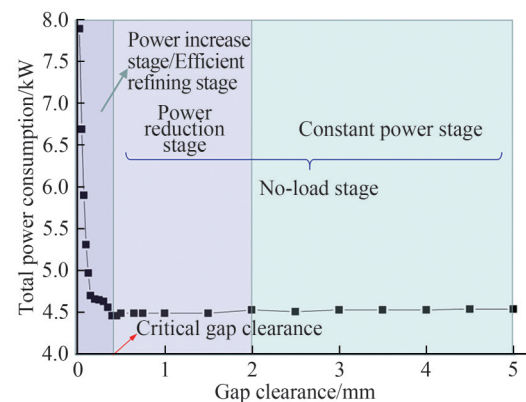 8.0
7.5
7.0
6.5
6.0
5.5
5.0
4.5
4.0
Total power consumption/kW
Power increase
stage/Efficient
refining stage
Power
reduction
stage
Constant power stage
No-load stage
Critical gap clearance
0 1 2 3 4 5
Gap clearance/mm